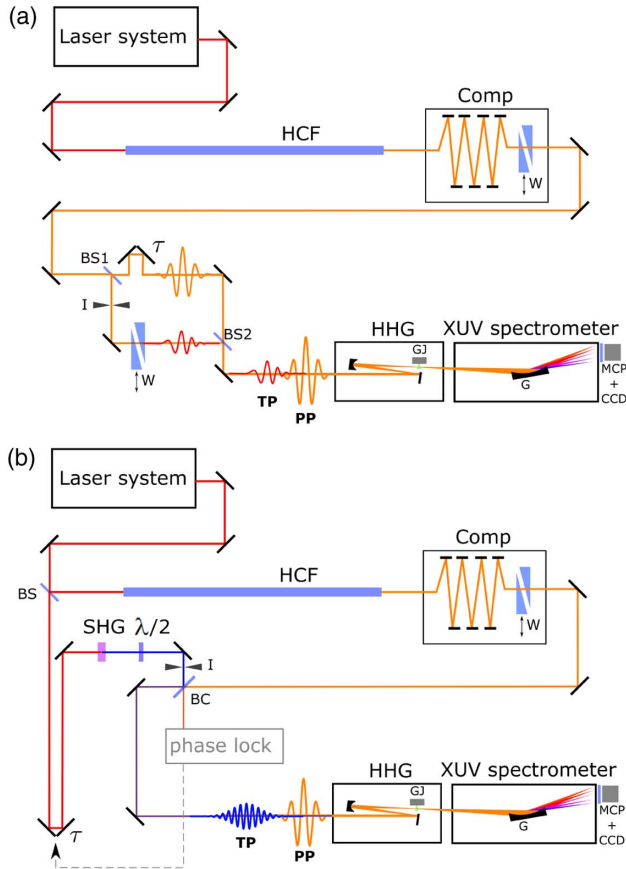 (a)
Laser system
Comp
HCF
W
BS1
τ
I
BS2
W
HHG
XUV spectrometer
GJ
G
MCP
+
CCD
TP
PP
(b)
Laser system
Comp
BS
HCF
W
SHG λ/2
I
BC
phase lock
HHG
XUV spectrometer
GJ
G
MCP
+
CCD
τ
TP
PP